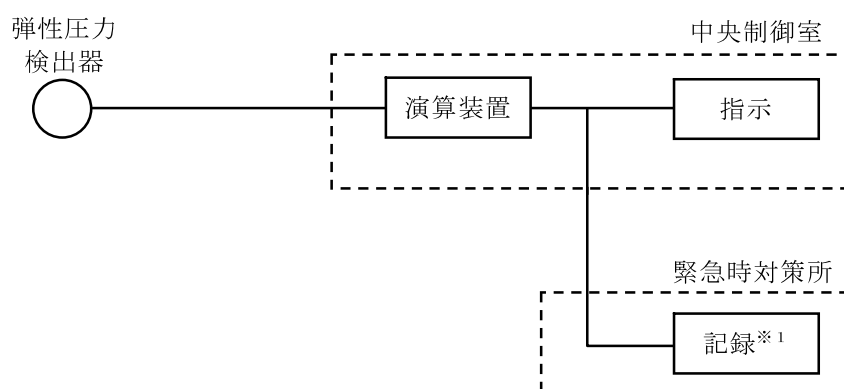 弾性圧力
検出器
中央制御室
演算装置
指示
緊急時対策所
記録※1